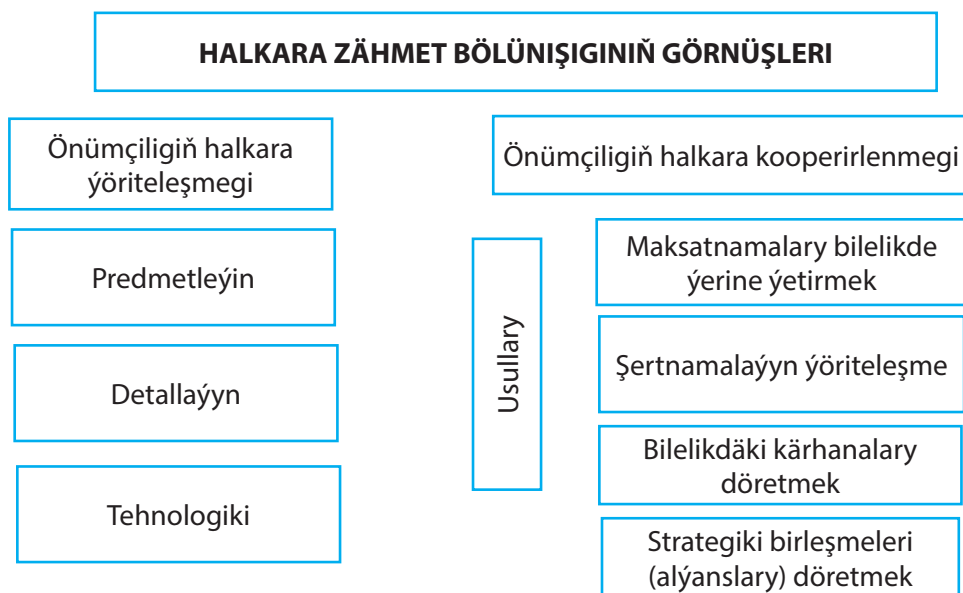 HALKARA ZÄHMET BÖLÜNIŞIGINIŇ GÖRNÜŞLERI
Önümçiligiň halkara
ýöriteleşmegi
Predmetleýin
Detallaýyn
Tehnologiki
Önümçiligiň halkara kooperirlenmegi
Usullary
Maksatnamalary bilelikde
ýerine ýetirmek
Şertnamalaýyn ýöriteleşme
Bilelikdäki kärhanalary
döretmek
Strategiki birleşmeleri
(alýanslary) döretmek